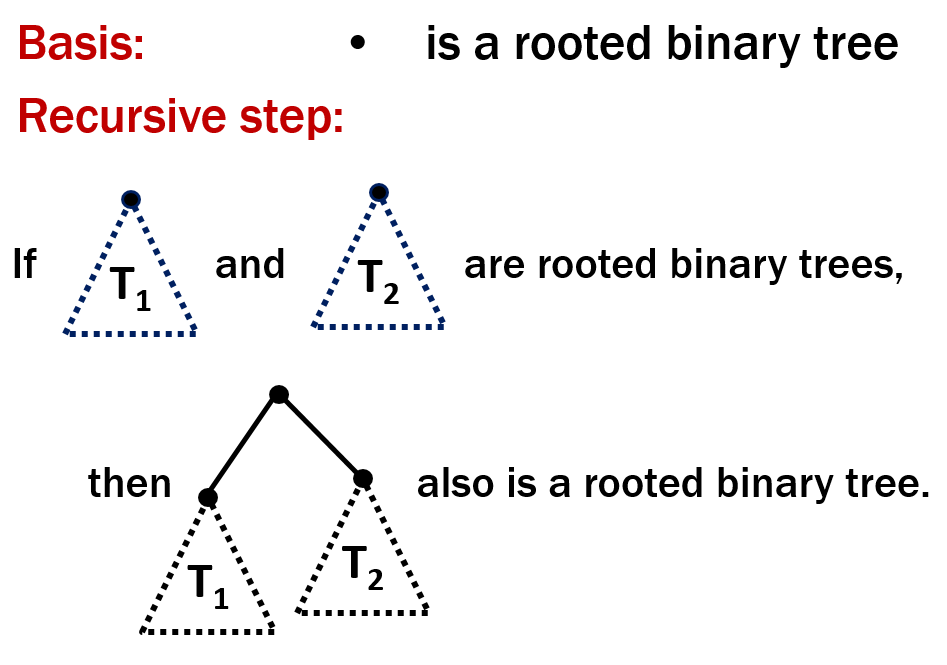 Basis: • is a rooted binary tree
Recursive step:
If T1 and T2 are rooted binary trees,
then T1 T2 also is a rooted binary tree.